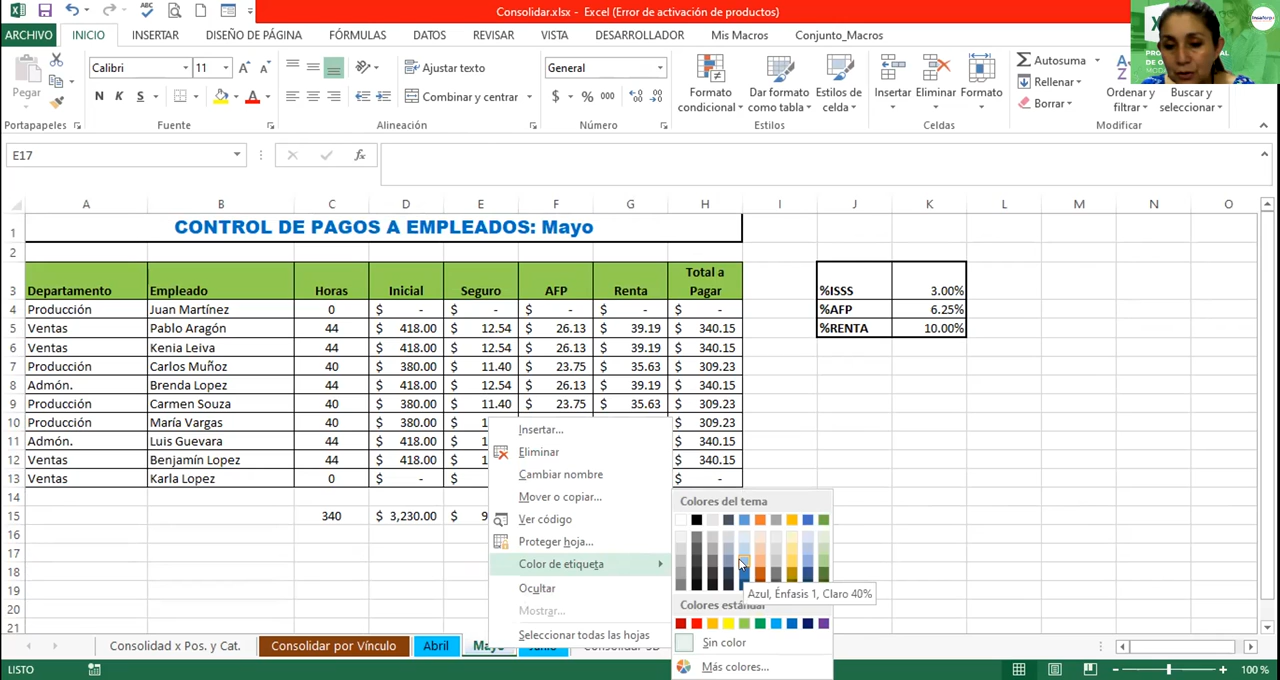 Consolidar.xlsx - Excel (Error de activación de productos)
ARCHIVO INICIO INSERTAR DISEÑO DE PÁGINA FÓRMULAS DATOS REVISAR VISTA DESARROLLADOR Mis Macros Conjunto_Macros
Calibri 11 Ajustar texto General Autosuma
Pegar N K S Combinar y centrar $ % 000 Formato condicional Dar formato como tabla Estilos de celda Insertar Eliminar Formato Rellenar Borrar Ordenar y filtrar Buscar y seleccionar
Portapapeles Fuente Alineación Número Estilos Celdas Modificar
E17 fx
A B C D E F G H I J K L M N O
1 CONTROL DE PAGOS A EMPLEADOS: Mayo
2
3 Departamento Empleado Horas Inicial Seguro AFP Renta Total a Pagar %ISSS 3.00%
4 Producción Juan Martínez 0 $ - $ - $ - $ - $ - %AFP 6.25%
5 Ventas Pablo Aragón 44 $ 418.00 $ 12.54 $ 26.13 $ 39.19 $ 340.15 %RENTA 10.00%
6 Ventas Kenia Leiva 44 $ 418.00 $ 12.54 $ 26.13 $ 39.19 $ 340.15
7 Producción Carlos Muñoz 40 $ 380.00 $ 11.40 $ 23.75 $ 35.63 $ 309.23
8 Admón. Brenda Lopez 44 $ 418.00 $ 12.54 $ 26.13 $ 39.19 $ 340.15
9 Producción Carmen Souza 40 $ 380.00 $ 11.40 $ 23.75 $ 35.63 $ 309.23
10 Producción María Vargas 40 $ 380.00 $ 1 $ 309.23
11 Admón. Luis Guevara 44 $ 418.00 $ 1 $ 340.15
12 Ventas Benjamín Lopez 44 $ 418.00 $ 1 $ 340.15
13 Ventas Karla Lopez 0 $ - $ $ -
14
15 340 $ 3,230.00 $ 9
16
17
18
19
20
21
Insertar...
Eliminar
Cambiar nombre
Mover o copiar...
Ver código
Proteger hoja...
Color de etiqueta
Ocultar
Mostrar...
Seleccionar todas las hojas
Colores del tema
Azul, Énfasis 1, Claro 40%
Colores estándar
Sin color
Más colores...
Consolidad x Pos. y Cat. Consolidar por Vínculo Abril Mayo Junio
LISTO 100 %